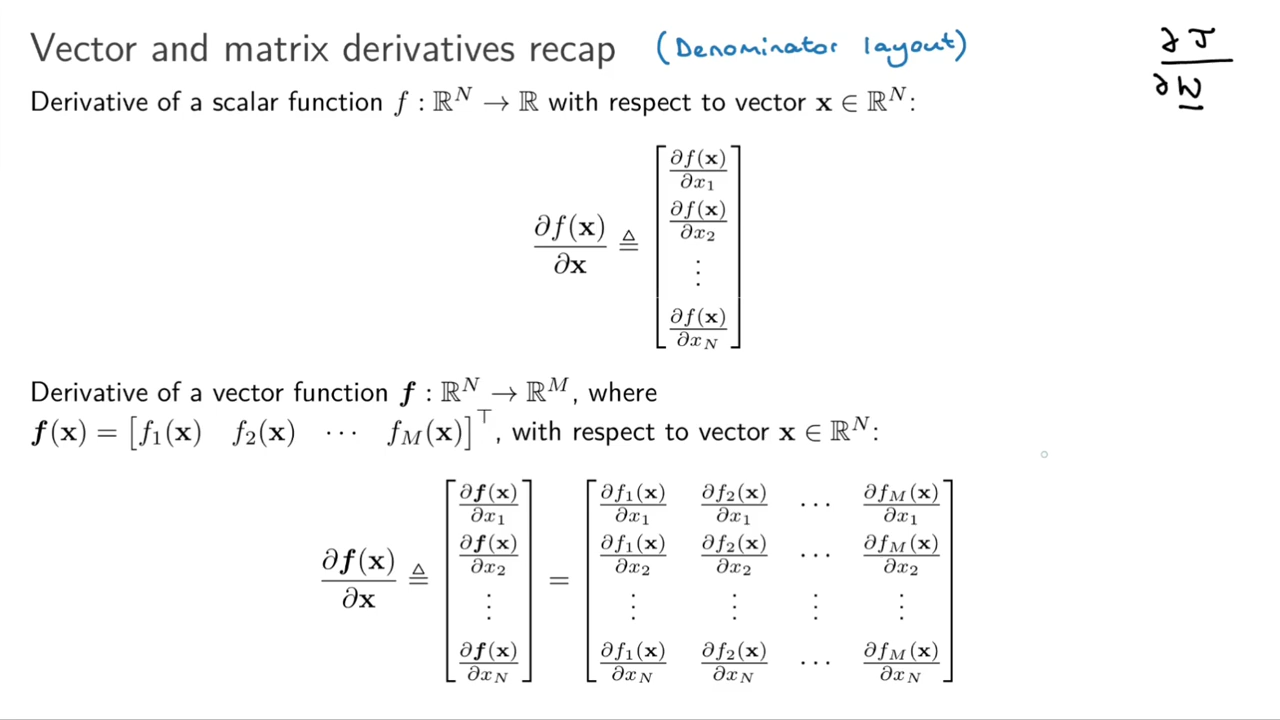 Vector and matrix derivatives recap (Denominator layout)
∂J
∂w
Derivative of a scalar function f : ℝ^N → ℝ with respect to vector x ∈ ℝ^N:
∂f(x)/∂x ≜ [∂f(x)/∂x_1
∂f(x)/∂x_2
⋮
∂f(x)/∂x_N]
Derivative of a vector function f : ℝ^N → ℝ^M, where
f(x) = [f_1(x) f_2(x) ⋯ f_M(x)]^⊤, with respect to vector x ∈ ℝ^N:
∂f(x)/∂x ≜ [∂f(x)/∂x_1 ∂f(x)/∂x_2 ⋮ ∂f(x)/∂x_N] =
[∂f_1(x)/∂x_1 ∂f_2(x)/∂x_1 ⋯ ∂f_M(x)/∂x_1
∂f_1(x)/∂x_2 ∂f_2(x)/∂x_2 ⋯ ∂f_M(x)/∂x_2
⋮ ⋮ ⋮ ⋮
∂f_1(x)/∂x_N ∂f_2(x)/∂x_N ⋯ ∂f_M(x)/∂x_N]